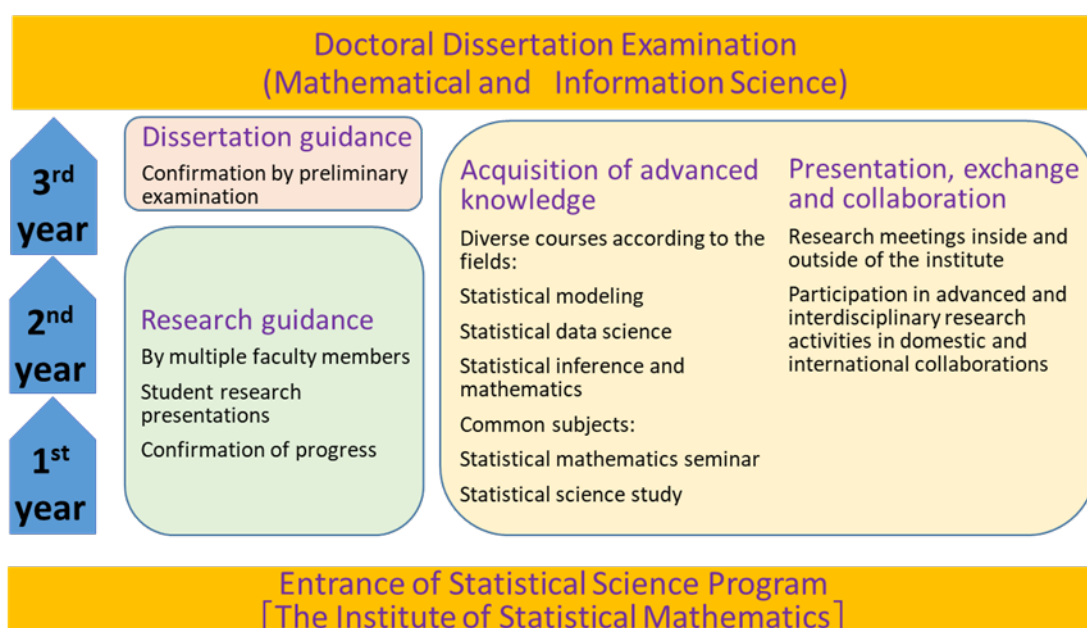 Doctoral Dissertation Examination
(Mathematical and Information Science)
3rd
year
2nd
year
1st
year
Dissertation guidance
Confirmation by preliminary
examination
Research guidance
By multiple faculty members
Student research
presentations
Confirmation of progress
Acquisition of advanced
knowledge
Diverse courses according to the
fields:
Statistical modeling
Statistical data science
Statistical inference and
mathematics
Common subjects:
Statistical mathematics seminar
Statistical science study
Presentation, exchange
and collaboration
Research meetings inside and
outside of the institute
Participation in advanced and
interdisciplinary research
activities in domestic and
international collaborations
Entrance of Statistical Science Program
[The Institute of Statistical Mathematics]